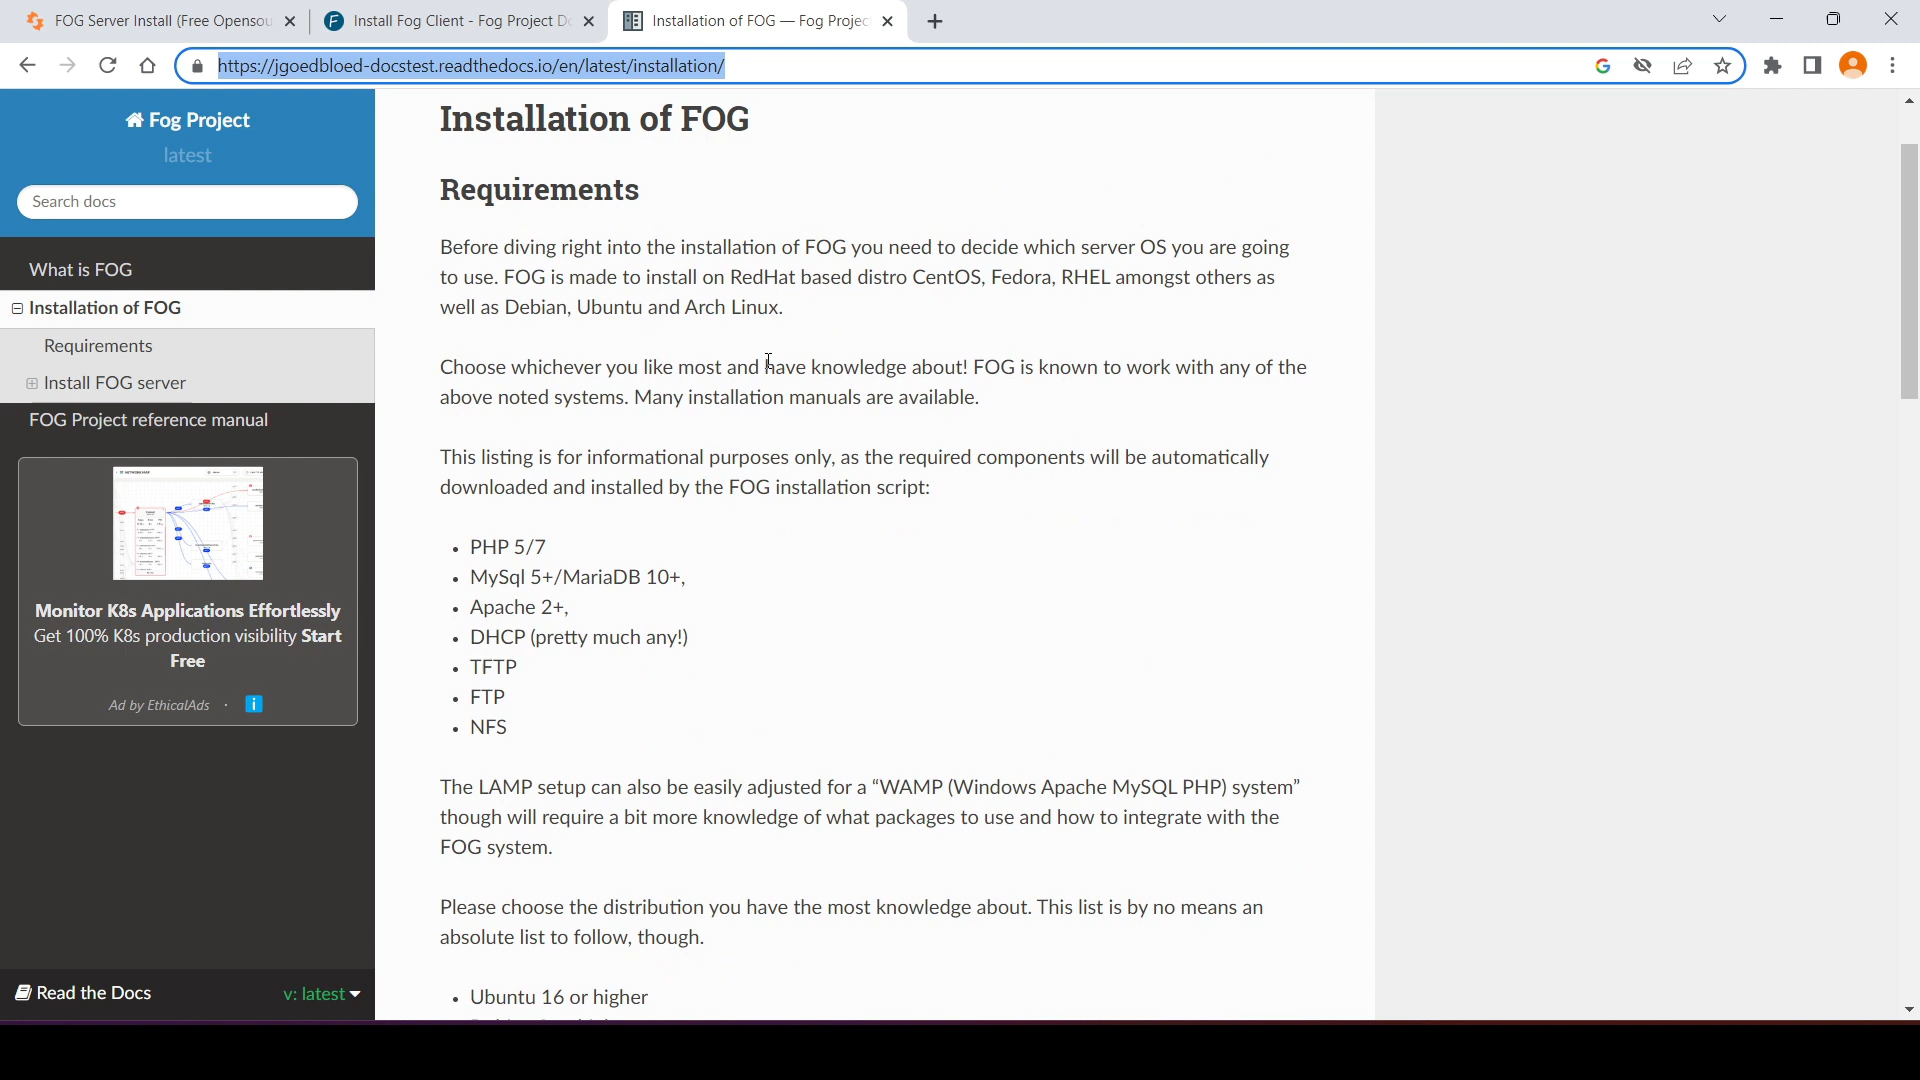 FOG Server Install (Free Opensou
Install Fog Client - Fog Project Do
Installation of FOG — Fog Projec
https://jgoedbloed-docstest.readthedocs.io/en/latest/installation/
Fog Project
latest
Search docs
What is FOG
Installation of FOG
Requirements
Install FOG server
FOG Project reference manual
Monitor K8s Applications Effortlessly
Get 100% K8s production visibility Start
Free
Ad by EthicalAds ·
Read the Docs
v: latest
Installation of FOG
Requirements
Before diving right into the installation of FOG you need to decide which server OS you are going
to use. FOG is made to install on RedHat based distro CentOS, Fedora, RHEL amongst others as
well as Debian, Ubuntu and Arch Linux.
Choose whichever you like most and have knowledge about! FOG is known to work with any of the
above noted systems. Many installation manuals are available.
This listing is for informational purposes only, as the required components will be automatically
downloaded and installed by the FOG installation script:
• PHP 5/7
• MySql 5+/MariaDB 10+,
• Apache 2+,
• DHCP (pretty much any!)
• TFTP
• FTP
• NFS
The LAMP setup can also be easily adjusted for a “WAMP (Windows Apache MySQL PHP) system”
though will require a bit more knowledge of what packages to use and how to integrate with the
FOG system.
Please choose the distribution you have the most knowledge about. This list is by no means an
absolute list to follow, though.
• Ubuntu 16 or higher